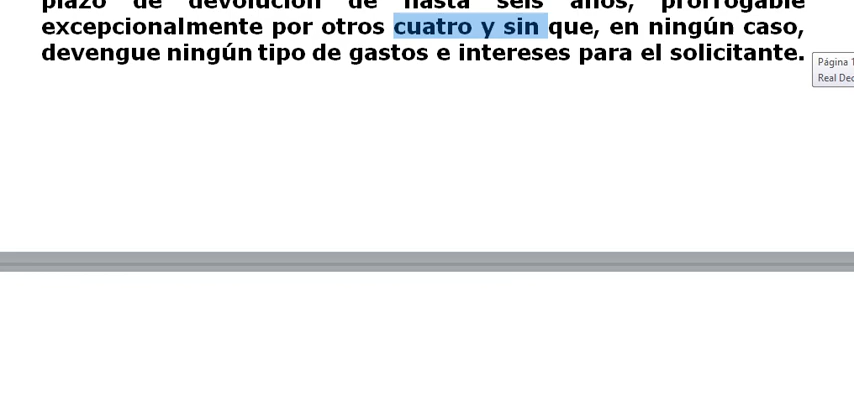 plazo de devolución de hasta seis años, prorrogable
excepcionalmente por otros cuatro y sin que, en ningún caso,
devengue ningún tipo de gastos e intereses para el solicitante.
Página 1
Real Dec